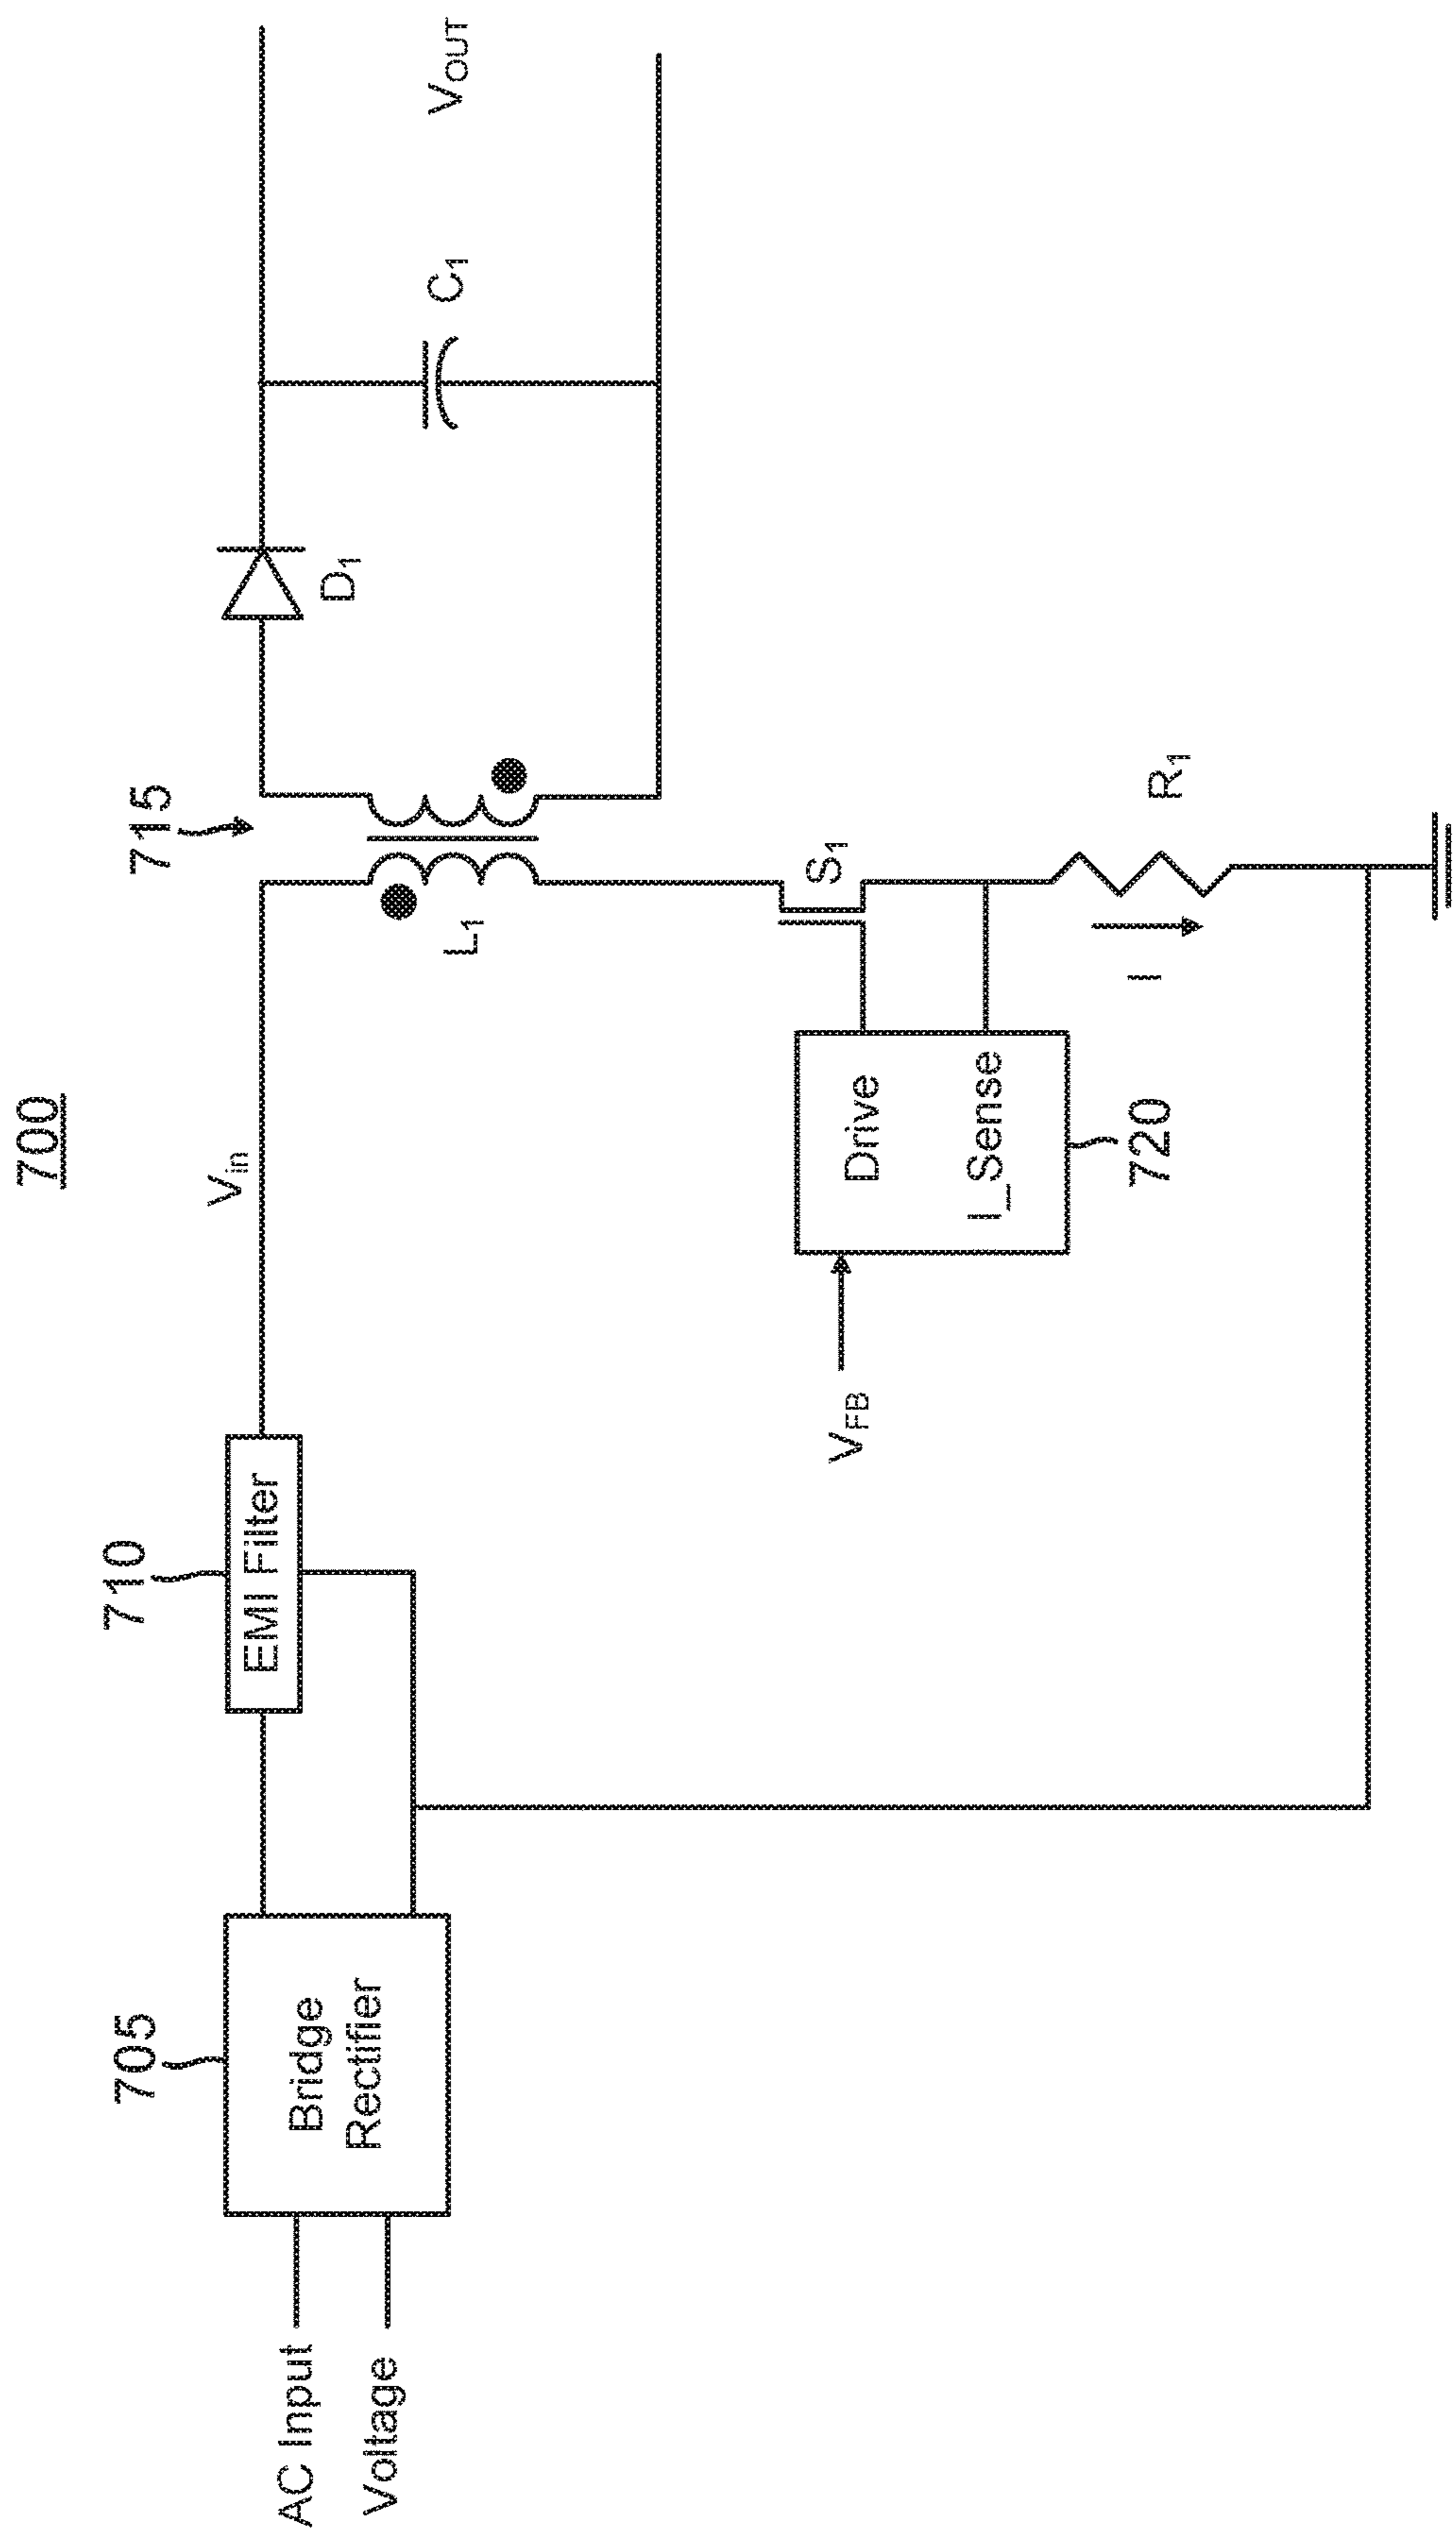 700
AC Input
Voltage
705
Bridge
Rectifier
710
EMI Filter
Vin
715
L1
D1
C1
VOUT
VFB
Drive
I_Sense
720
S1
I
R1